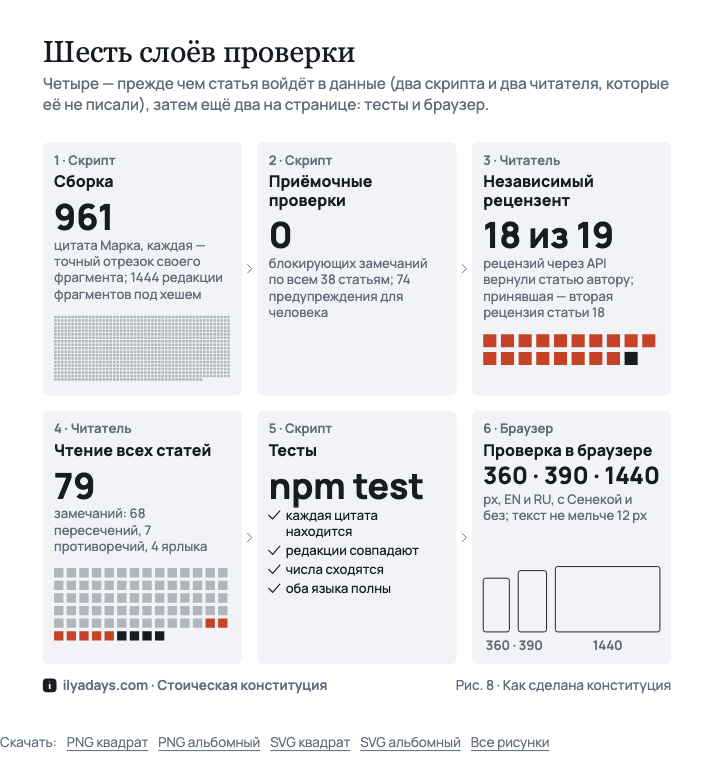 Шесть слоёв проверки
Четыре — прежде чем статья войдёт в данные (два скрипта и два читателя, которые
её не писали), затем ещё два на странице: тесты и браузер.
1 · Скрипт
Сборка
961
цитата Марка, каждая —
точный отрезок своего
фрагмента; 1444 редакции
фрагментов под хешем
2 · Скрипт
Приёмочные
проверки
0
блокирующих замечаний
по всем 38 статьям; 74
предупреждения для
человека
3 · Читатель
Независимый
рецензент
18 из 19
рецензий через API
вернули статью автору;
принявшая — вторая
рецензия статьи 18
4 · Читатель
Чтение всех статей
79
замечаний: 68
пересечений, 7
противоречий, 4 ярлыка
5 · Скрипт
Тесты
npm test
каждая цитата
находится
редакции совпадают
числа сходятся
оба языка полны
6 · Браузер
Проверка в браузере
360 · 390 · 1440
px, EN и RU, с Сенекой и
без; текст не мельче 12 px
360 · 390
1440
ilyadays.com · Стоическая конституция
Рис. 8 · Как сделана конституция
Скачать: PNG квадрат PNG альбомный SVG квадрат SVG альбомный Все рисунки